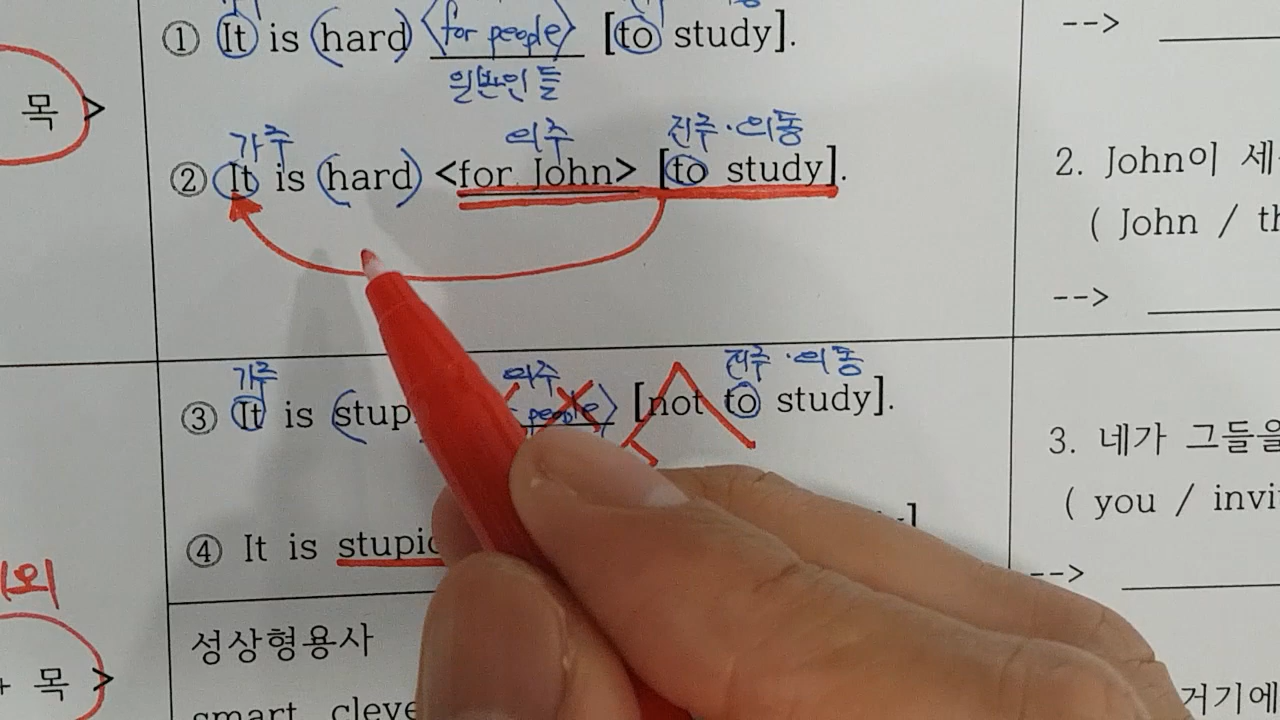 ① It is (hard) <for people> [to study].
일반인들
목 >
가주 의주 진주·의동
② It is (hard) <for John> [to study].
가주 의주 진주·의동
③ It is (stup people> [not to study].
④ It is stupid
외
+ 목 >
성상형용사
smart cleve
-->
2. John이 세
( John / th
-->
3. 네가 그들을
( you / invi
-->
거기에